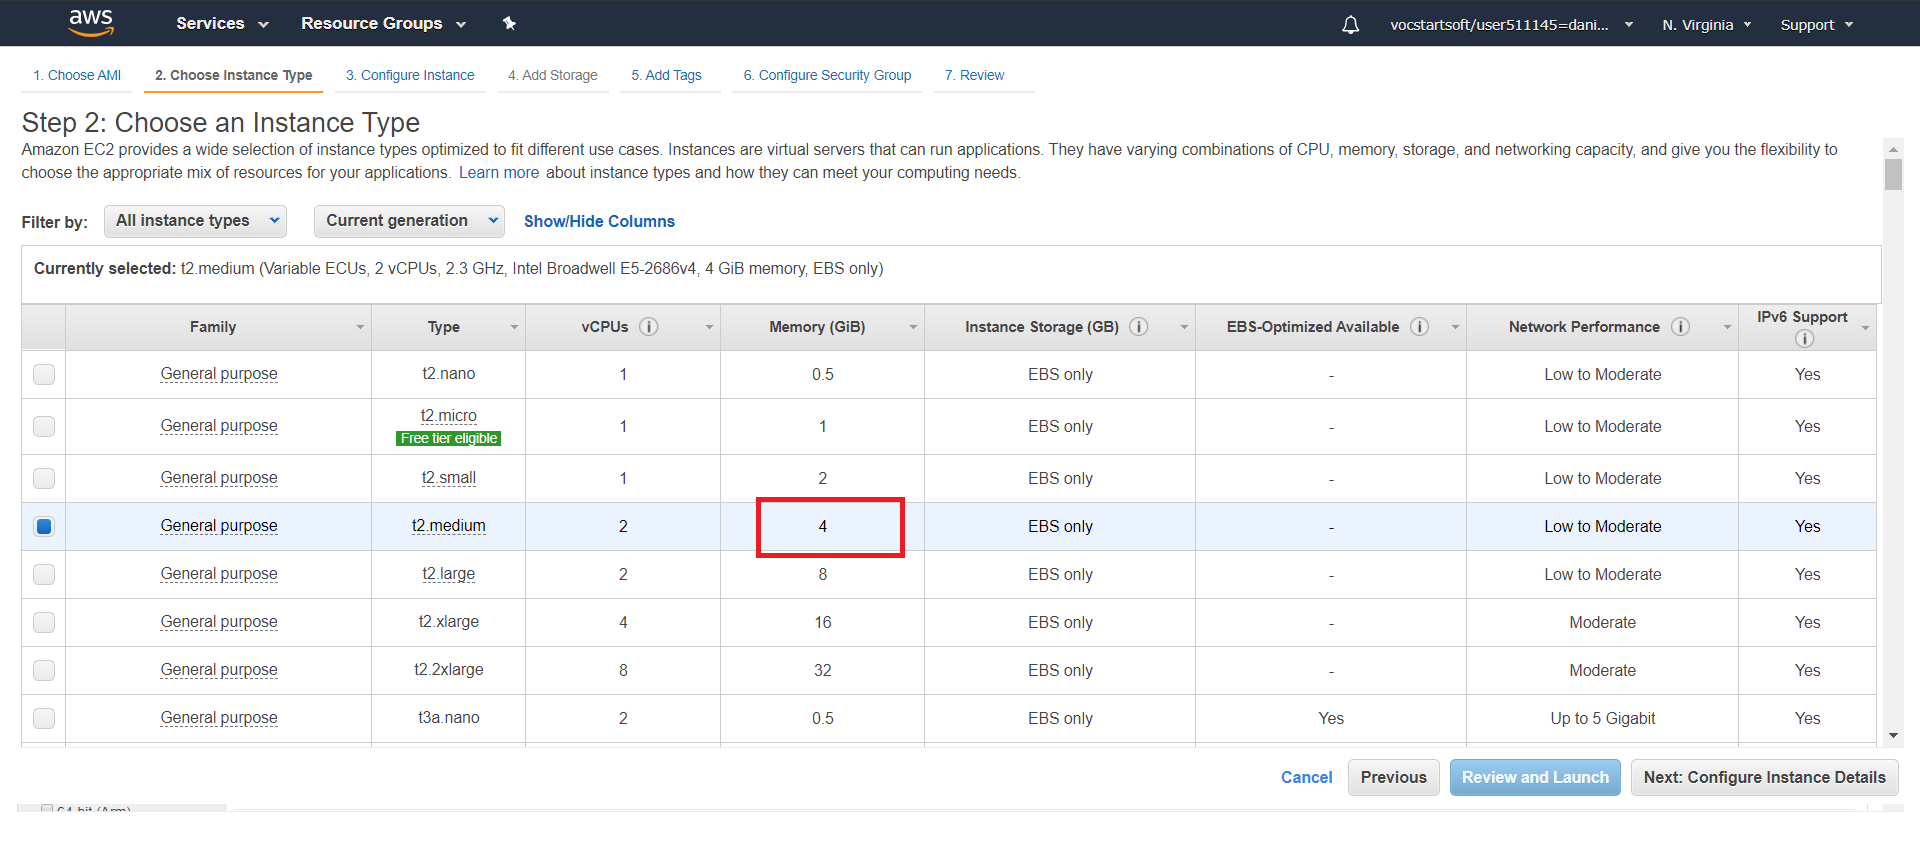 aws Services Resource Groups vocstartsoft/user511145=dani... N. Virginia Support
1. Choose AMI 2. Choose Instance Type 3. Configure Instance 4. Add Storage 5. Add Tags 6. Configure Security Group 7. Review
Step 2: Choose an Instance Type
Amazon EC2 provides a wide selection of instance types optimized to fit different use cases. Instances are virtual servers that can run applications. They have varying combinations of CPU, memory, storage, and networking capacity, and give you the flexibility to
choose the appropriate mix of resources for your applications. Learn more about instance types and how they can meet your computing needs.
Filter by: All instance types Current generation Show/Hide Columns
Currently selected: t2.medium (Variable ECUs, 2 vCPUs, 2.3 GHz, Intel Broadwell E5-2686v4, 4 GiB memory, EBS only)
Family Type vCPUs Memory (GiB) Instance Storage (GB) EBS-Optimized Available Network Performance IPv6 Support
General purpose t2.nano 1 0.5 EBS only - Low to Moderate Yes
General purpose t2.micro Free tier eligible 1 1 EBS only - Low to Moderate Yes
General purpose t2.small 1 2 EBS only - Low to Moderate Yes
General purpose t2.medium 2 4 EBS only - Low to Moderate Yes
General purpose t2.large 2 8 EBS only - Low to Moderate Yes
General purpose t2.xlarge 4 16 EBS only - Moderate Yes
General purpose t2.2xlarge 8 32 EBS only - Moderate Yes
General purpose t3a.nano 2 0.5 EBS only Yes Up to 5 Gigabit Yes
Cancel Previous Review and Launch Next: Configure Instance Details
64-bit (Arm)